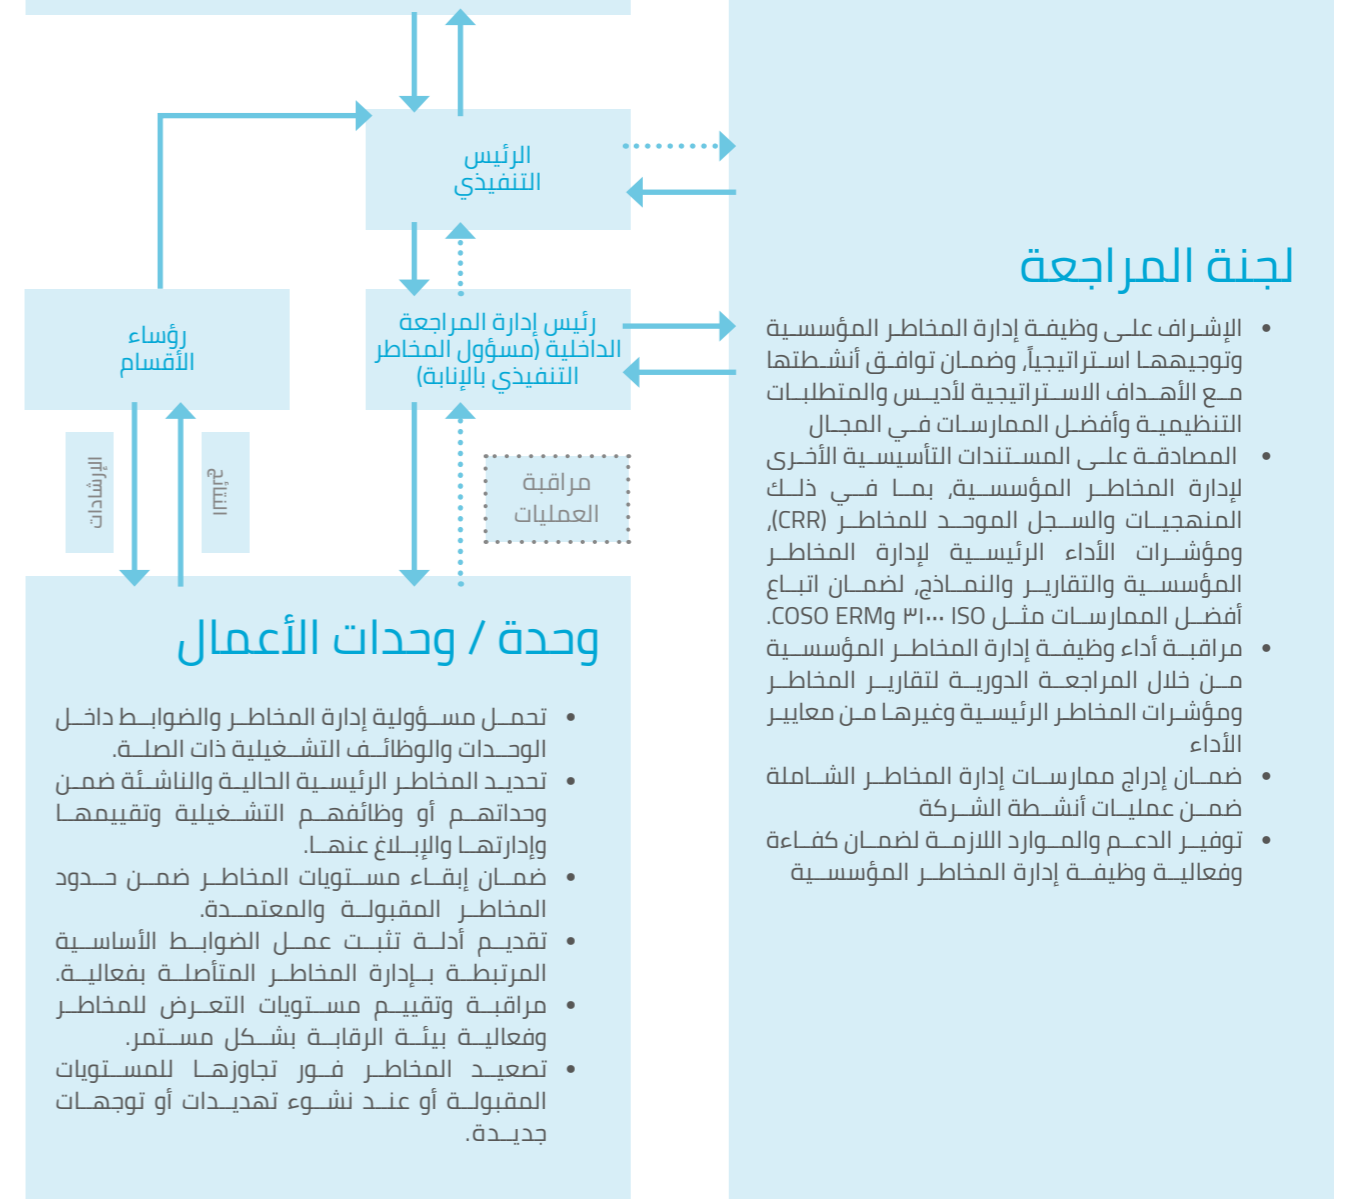 الرئيس
التنفيذي
رئيس إدارة المراجعة
الداخلية (مسؤول المخاطر
التنفيذي بالإنابة)
رؤساء
الأقسام
الإرشادات
مراقبة
العمليات
لجنة المراجعة
• الإشراف على وظيفة إدارة المخاطر المؤسسية
وتوجيهها استراتيجياً، وضمان توافق أنشطتها
مع الأهداف الاستراتيجية لأديس والمتطلبات
التنظيمية وأفضل الممارسات في المجال
• المصادقة على المستندات التأسيسية الأخرى
لإدارة المخاطر المؤسسية، بما في ذلك
المنهجيات والسجل الموحد للمخاطر (CRR)،
ومؤشرات الأداء الرئيسية لإدارة المخاطر
المؤسسية والتقارير والنماذج، لضمان اتباع
أفضل الممارسات مثل ISO ٣١٠٠٠ وCOSO ERM.
• مراقبة أداء وظيفة إدارة المخاطر المؤسسية
من خلال المراجعة الدورية لتقارير المخاطر
ومؤشرات المخاطر الرئيسية وغيرها من معايير
الأداء
• ضمان إدراج ممارسات إدارة المخاطر الشاملة
ضمن عمليات أنشطة الشركة
• توفير الدعم والموارد اللازمة لضمان كفاءة
وفعالية وظيفة إدارة المخاطر المؤسسية
وحدة / وحدات الأعمال
• تحمل مسؤولية إدارة المخاطر والضوابط داخل
الوحدات والوظائف التشغيلية ذات الصلة.
• تحديد المخاطر الرئيسية الحالية والناشئة ضمن
وحداتهم أو وظائفهم التشغيلية وتقييمها
وإدارتها والإبلاغ عنها.
• ضمان إبقاء مستويات المخاطر ضمن حدود
المخاطر المقبولة والمعتمدة.
• تقديم أدلة تثبت عمل الضوابط الأساسية
المرتبطة بإدارة المخاطر المتأصلة بفعالية.
• مراقبة وتقييم مستويات التعرض للمخاطر
وفعالية بيئة الرقابة بشكل مستمر.
• تصعيد المخاطر فور تجاوزها للمستويات
المقبولة أو عند نشوء تهديدات أو توجهات
جديدة.